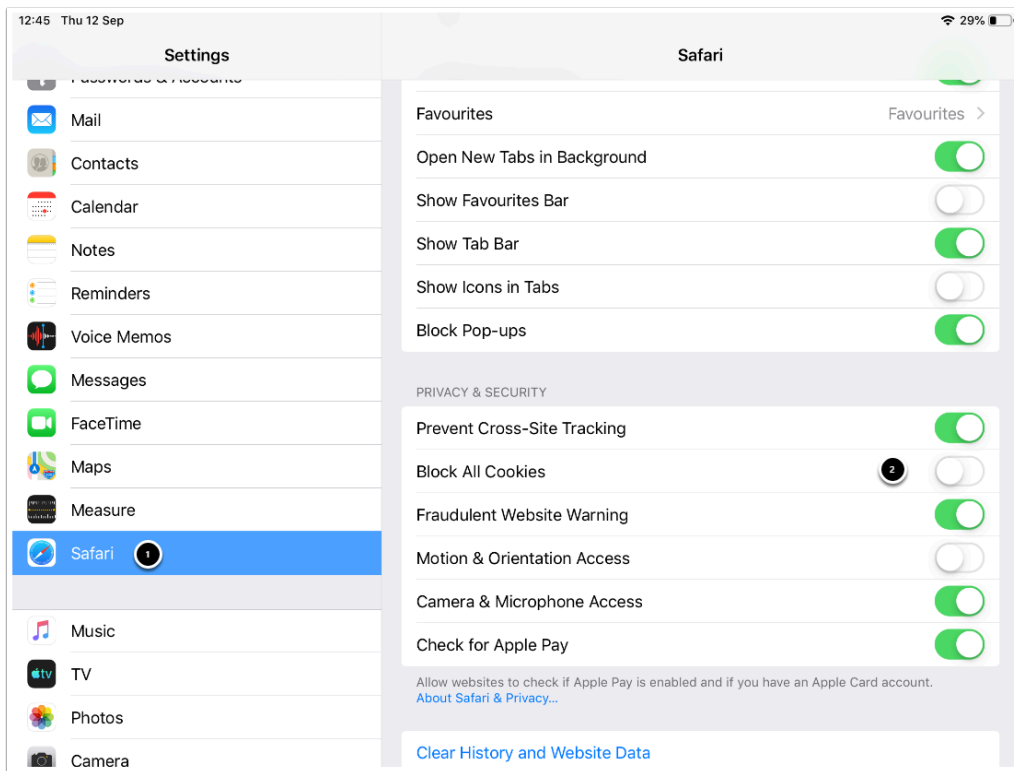 12:45 Thu 12 Sep
29%
Settings
Safari
Passwords & Accounts
Mail
Contacts
Calendar
Notes
Reminders
Voice Memos
Messages
FaceTime
Maps
Measure
Safari 1
Music
tv TV
Photos
Camera
Favourites Favourites
Open New Tabs in Background
Show Favourites Bar
Show Tab Bar
Show Icons in Tabs
Block Pop-ups
PRIVACY & SECURITY
Prevent Cross-Site Tracking
Block All Cookies 2
Fraudulent Website Warning
Motion & Orientation Access
Camera & Microphone Access
Check for Apple Pay
Allow websites to check if Apple Pay is enabled and if you have an Apple Card account.
About Safari & Privacy...
Clear History and Website Data